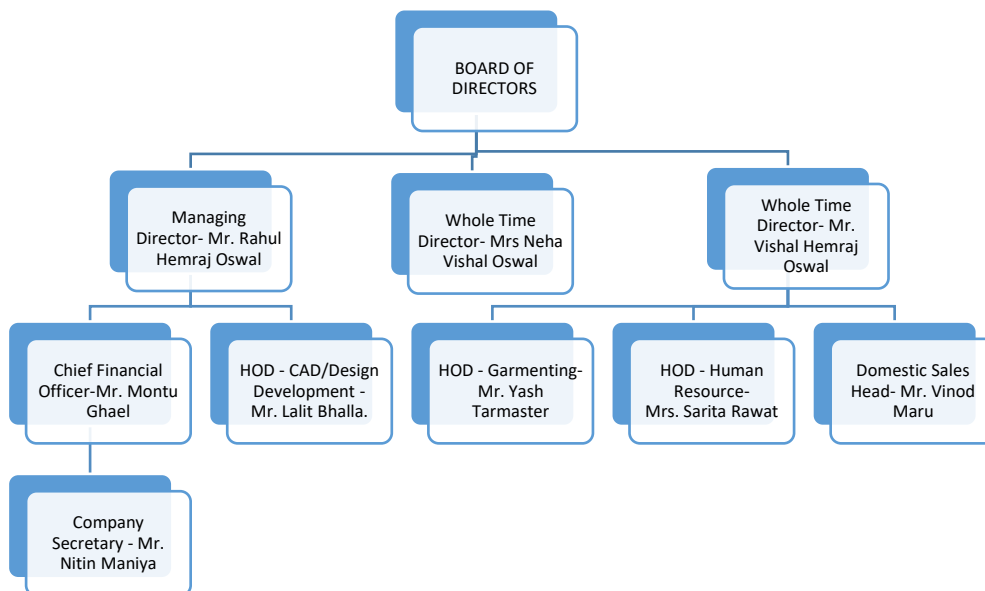 BOARD OF
DIRECTORS
Managing
Director- Mr. Rahul
Hemraj Oswal
Whole Time
Director- Mrs Neha
Vishal Oswal
Whole Time
Director- Mr.
Vishal Hemraj
Oswal
Chief Financial
Officer-Mr. Montu
Ghael
HOD - CAD/Design
Development -
Mr. Lalit Bhalla.
HOD - Garmenting-
Mr. Yash
Tarmaster
HOD - Human
Resource-
Mrs. Sarita Rawat
Domestic Sales
Head- Mr. Vinod
Maru
Company
Secretary - Mr.
Nitin Maniya